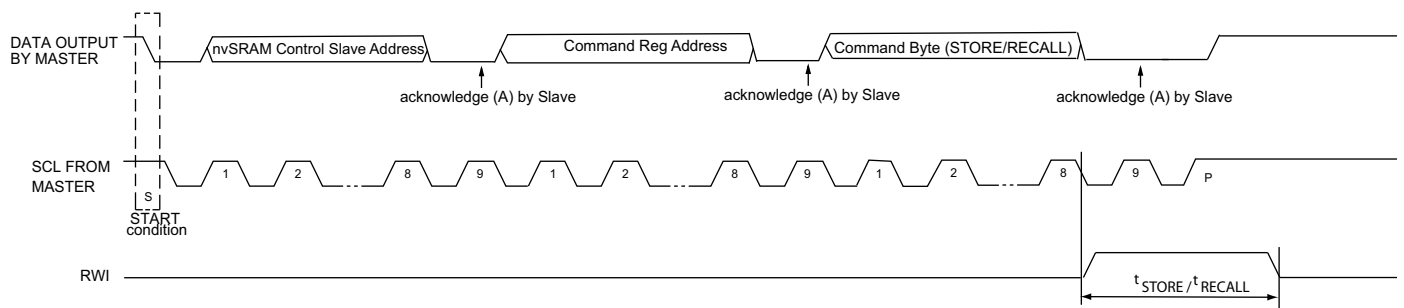 DATA OUTPUT
BY MASTER
nvSRAM Control Slave Address
Command Reg Address
Command Byte (STORE/RECALL)
acknowledge (A) by Slave
acknowledge (A) by Slave
acknowledge (A) by Slave
SCL FROM
MASTER
1 2 8 9 1 2 8 9 1 2 8 9 P
S
START
condition
RWI
t STORE / t RECALL